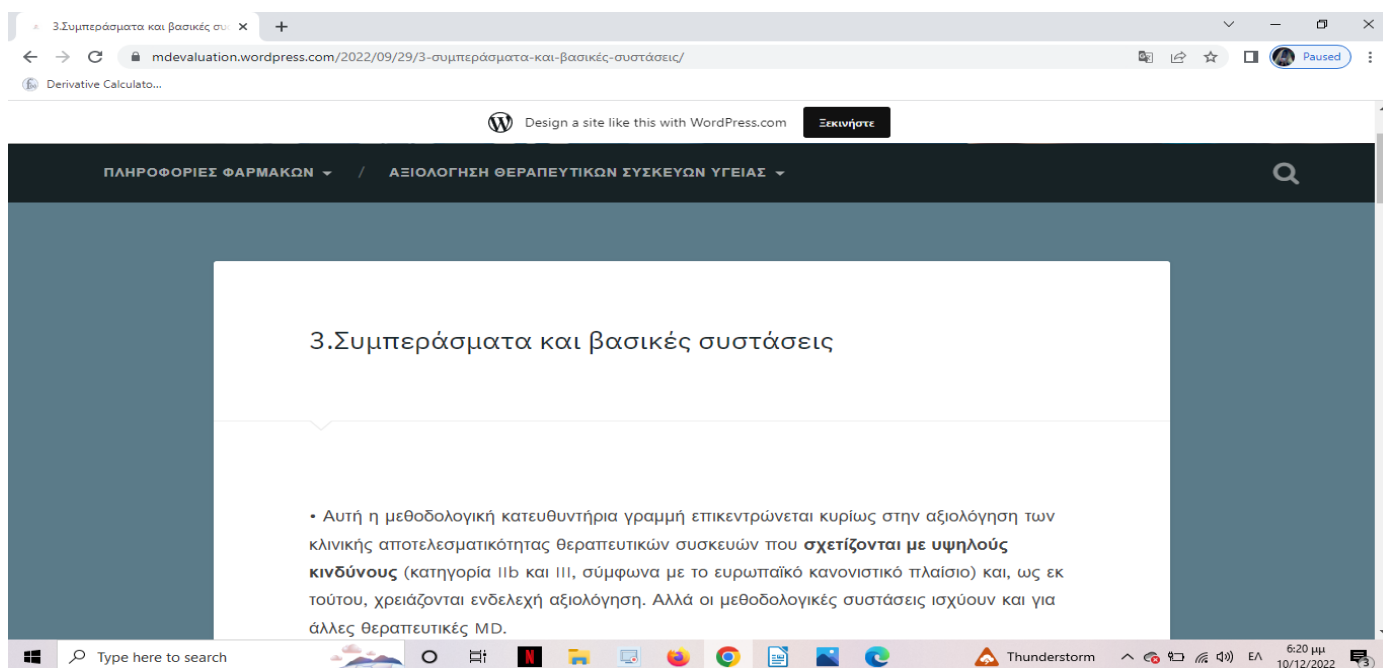 3.Συμπεράσματα και βασικές συ
mdevaluation.wordpress.com/2022/09/29/3-συμπεράσματα-και-βασικές-συστάσεις/
Paused
Derivative Calculato...
Design a site like this with WordPress.com
Ξεκινήστε
ΠΛΗΡΟΦΟΡΙΕΣ ΦΑΡΜΑΚΩΝ / ΑΞΙΟΛΟΓΗΣΗ ΘΕΡΑΠΕΥΤΙΚΩΝ ΣΥΣΚΕΥΩΝ ΥΓΕΙΑΣ
3.Συμπεράσματα και βασικές συστάσεις
• Αυτή η μεθοδολογική κατευθυντήρια γραμμή επικεντρώνεται κυρίως στην αξιολόγηση των
κλινικής αποτελεσματικότητας θεραπευτικών συσκευών που σχετίζονται με υψηλούς
κινδύνους (κατηγορία IIb και III, σύμφωνα με το ευρωπαϊκό κανονιστικό πλαίσιο) και, ως εκ
τούτου, χρειάζονται ενδελεχή αξιολόγηση. Αλλά οι μεθοδολογικές συστάσεις ισχύουν και για
άλλες θεραπευτικές MD.
Type here to search
Thunderstorm
ΕΛ
6:20 μμ
10/12/2022
3